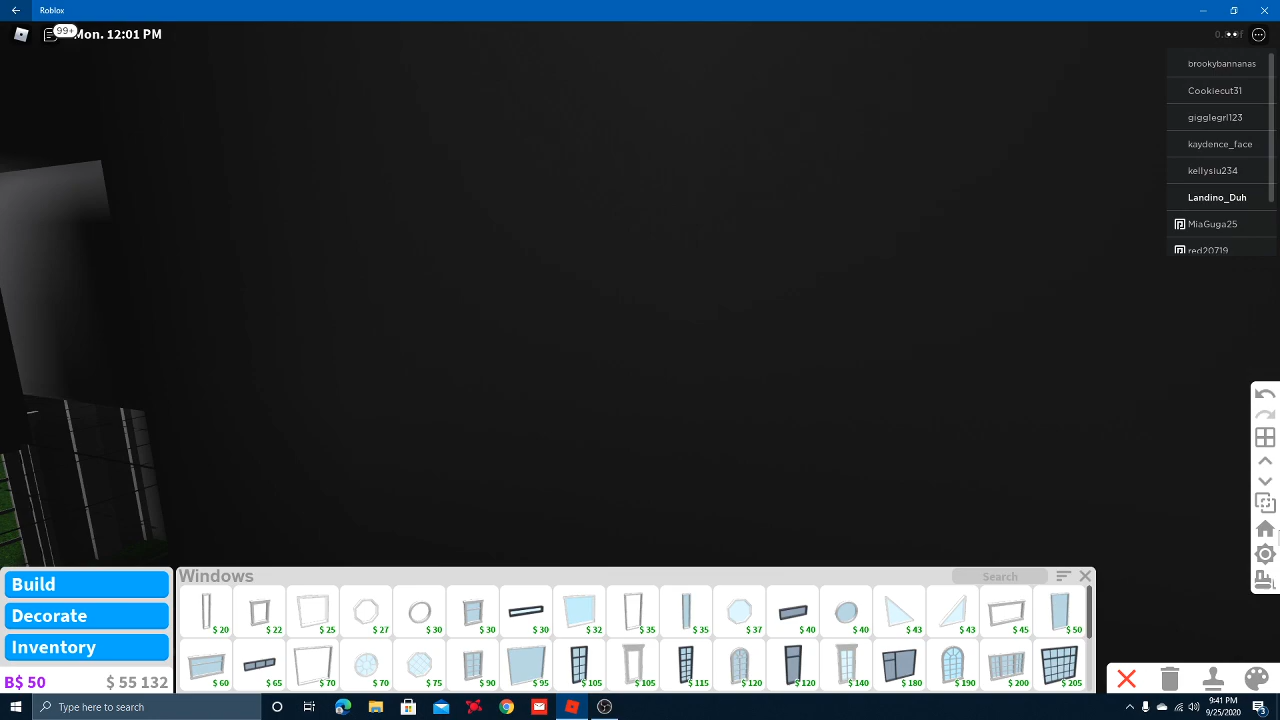 Roblox
99+
Mon. 12:01 PM
brookybannanas
Cookiecut31
gigglegrl123
kaydence_face
kellysiu234
Landino_Duh
MiaGuga25
red20719
Build
Decorate
Inventory
B$ 50
$ 55 132
Windows
Search
$ 20 $ 22 $ 25 $ 27 $ 30 $ 30 $ 30 $ 32 $ 35 $ 35 $ 37 $ 40 $ 40 $ 43 $ 43 $ 45 $ 50
$ 60 $ 65 $ 70 $ 70 $ 75 $ 90 $ 95 $ 105 $ 105 $ 115 $ 120 $ 120 $ 140 $ 180 $ 190 $ 200 $ 205
Type here to search
9:41 PM
9/25/2020
3